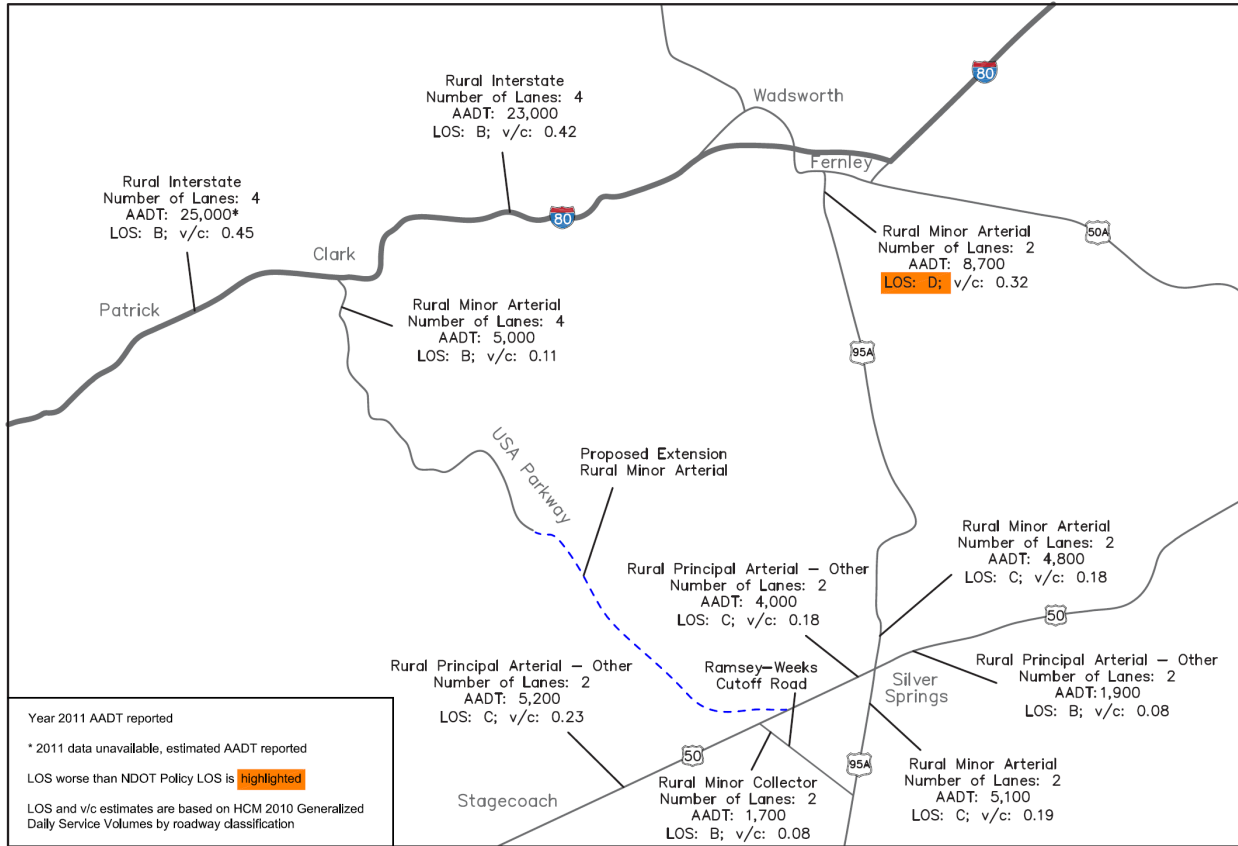 80
Wadsworth
Rural Interstate
Number of Lanes: 4
AADT: 23,000
LOS: B; v/c: 0.42
Fernley
Rural Interstate
Number of Lanes: 4
AADT: 25,000*
LOS: B; v/c: 0.45
80
50A
Rural Minor Arterial
Number of Lanes: 2
AADT: 8,700
LOS: D; v/c: 0.32
Clark
Patrick
Rural Minor Arterial
Number of Lanes: 4
AADT: 5,000
LOS: B; v/c: 0.11
95A
USA Parkway
Proposed Extension
Rural Minor Arterial
Rural Minor Arterial
Number of Lanes: 2
AADT: 4,800
LOS: C; v/c: 0.18
Rural Principal Arterial – Other
Number of Lanes: 2
AADT: 4,000
LOS: C; v/c: 0.18
50
Rural Principal Arterial – Other
Number of Lanes: 2
AADT: 5,200
LOS: C; v/c: 0.23
Ramsey–Weeks
Cutoff Road
Silver
Springs
Rural Principal Arterial – Other
Number of Lanes: 2
AADT:1,900
LOS: B; v/c: 0.08
50
95A
Stagecoach
Rural Minor Collector
Number of Lanes: 2
AADT: 1,700
LOS: B; v/c: 0.08
Rural Minor Arterial
Number of Lanes: 2
AADT: 5,100
LOS: C; v/c: 0.19
Year 2011 AADT reported
* 2011 data unavailable, estimated AADT reported
LOS worse than NDOT Policy LOS is highlighted
LOS and v/c estimates are based on HCM 2010 Generalized
Daily Service Volumes by roadway classification